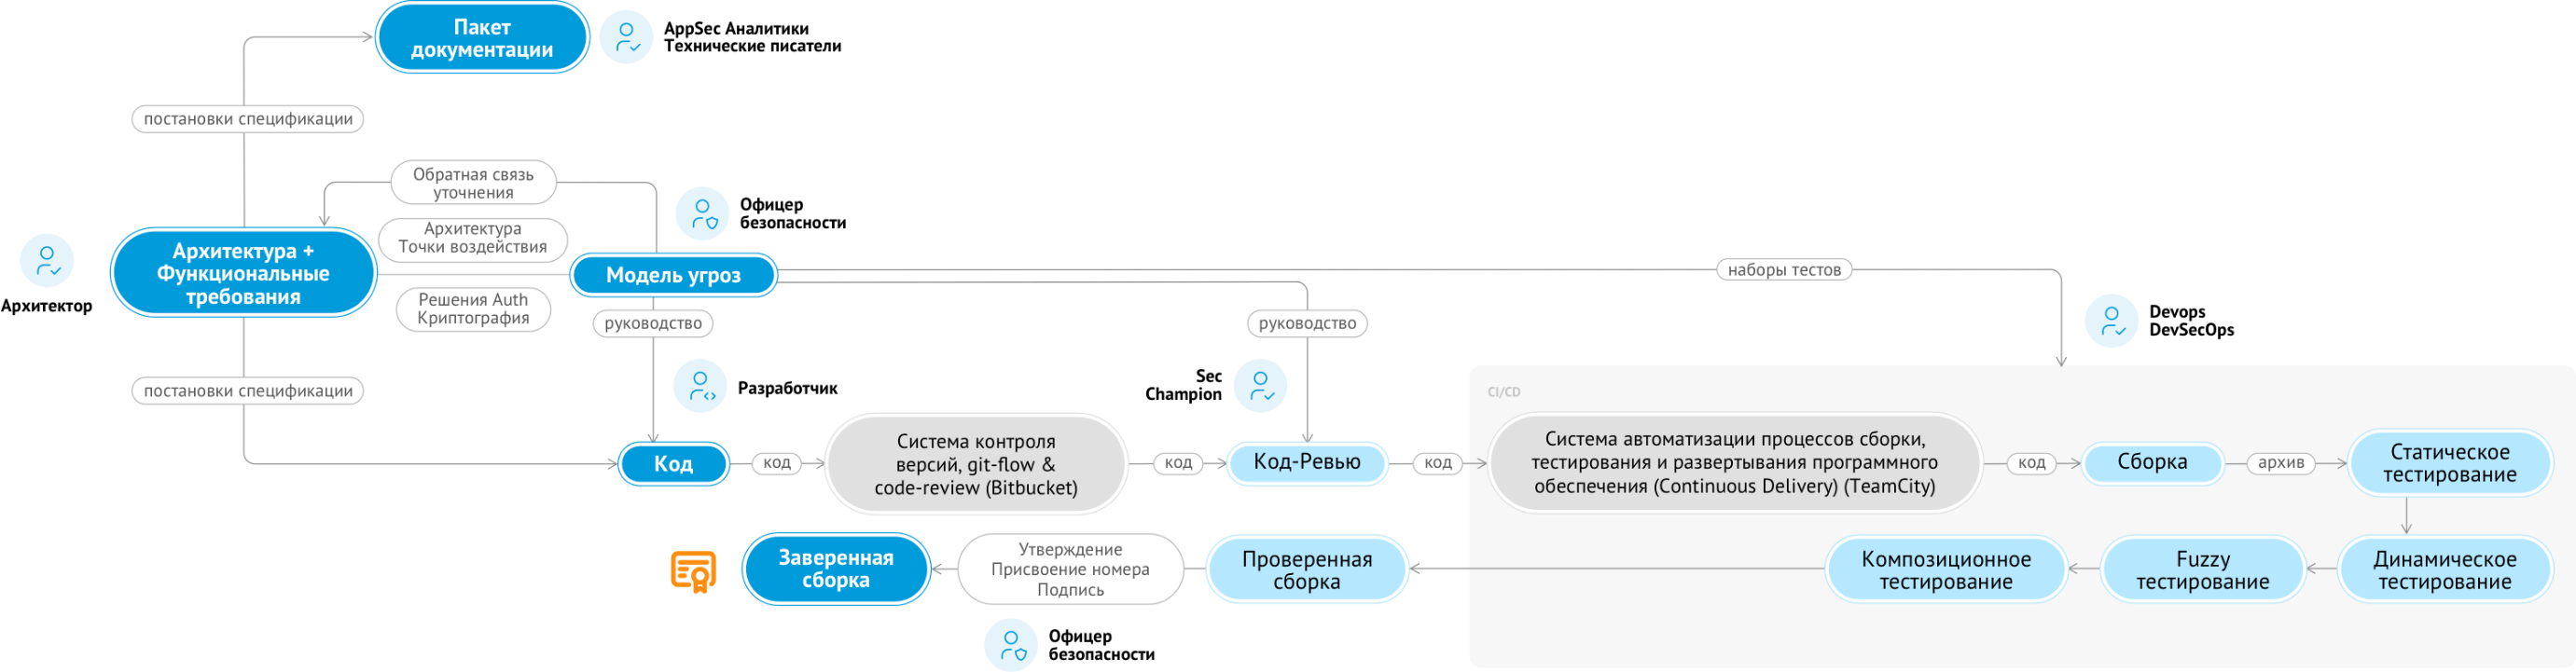 Пакет
документации
AppSec Аналитики
Технические писатели
постановки спецификации
Обратная связь
уточнения
Офицер
безопасности
Архитектура
Точки воздействия
Архитектор
Архитектура +
Функциональные
требования
Модель угроз
наборы тестов
Решения Auth
Криптография
руководство
руководство
Devops
DevSecOps
постановки спецификации
Разработчик
Sec
Champion
CI/CD
Код
код
Система контроля
версий, git-flow &
code-review (Bitbucket)
код
Код-Ревью
код
Система автоматизации процессов сборки,
тестирования и развертывания программного
обеспечения (Continuous Delivery) (TeamCity)
код
Сборка
архив
Статическое
тестирование
Заверенная
сборка
Утверждение
Присвоение номера
Подпись
Проверенная
сборка
Композиционное
тестирование
Fuzzy
тестирование
Динамическое
тестирование
Офицер
безопасности